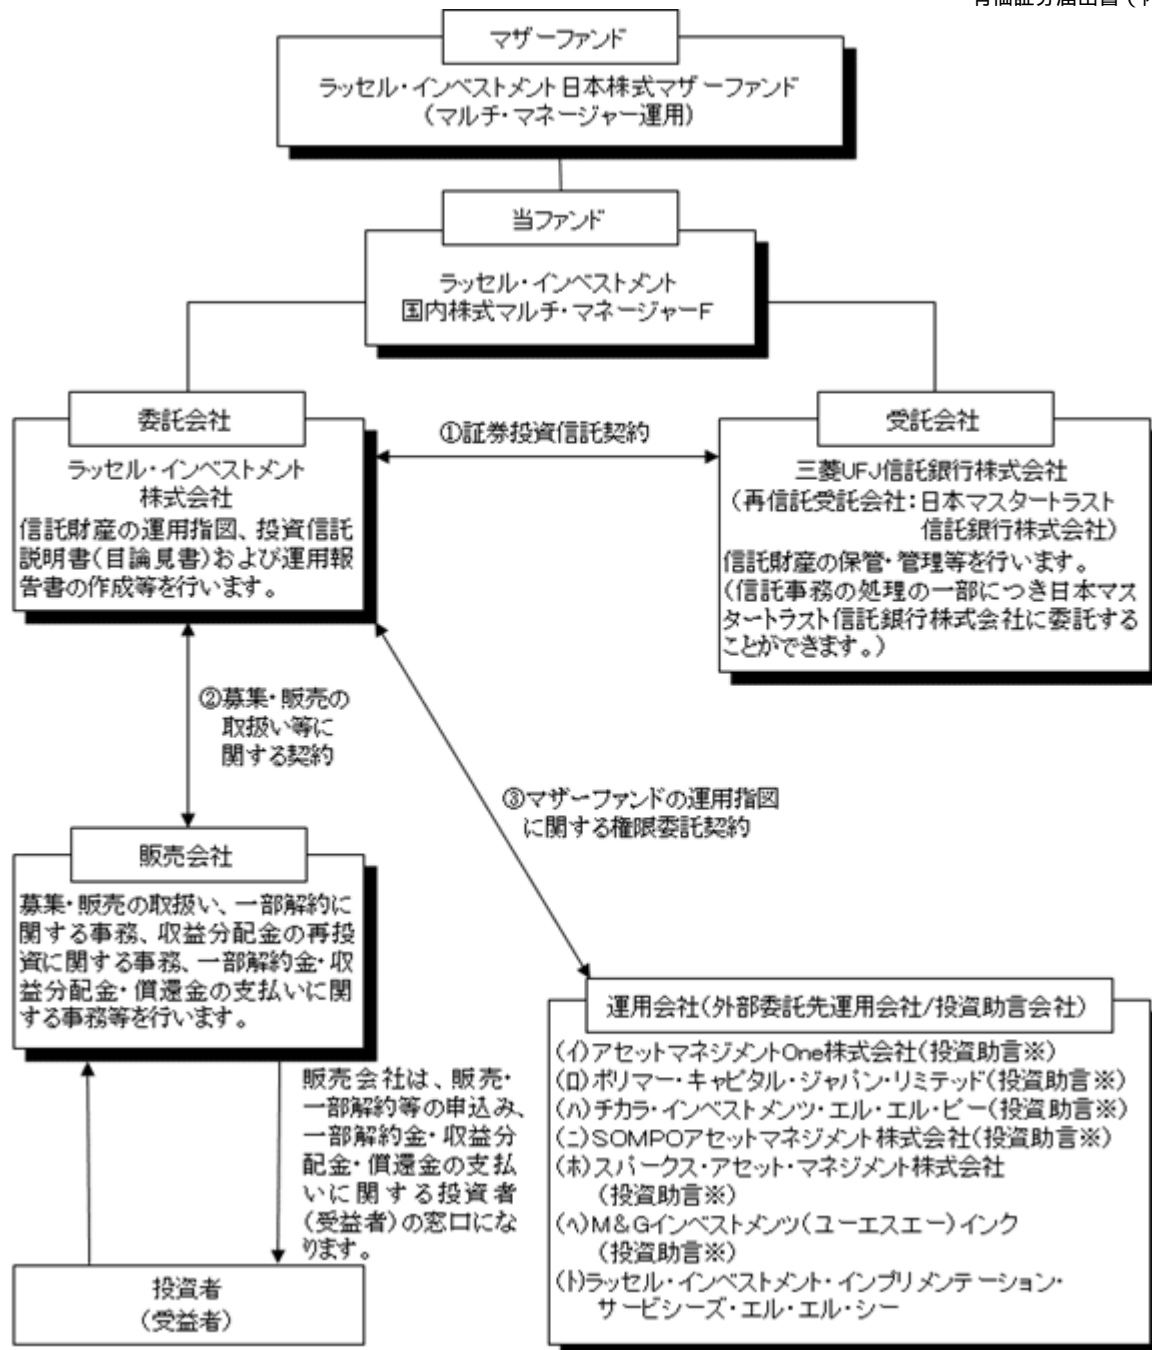 マザーファンド
ラッセル・インベストメント日本株式マザーファンド
(マルチ・マネージャー運用)
当ファンド
ラッセル・インベストメント
国内株式マルチ・マネージャーF
委託会社
ラッセル・インベストメント
株式会社
信託財産の運用指図、投資信託
説明書(目論見書)および運用報
告書の作成等を行います。
①証券投資信託契約
受託会社
三菱UFJ信託銀行株式会社
(再信託受託会社:日本マスタートラスト
信託銀行株式会社)
信託財産の保管・管理等を行います。
(信託事務の処理の一部につき日本マス
タートラスト信託銀行株式会社に委託する
ことができます。)
②募集・販売の
取扱い等に
関する契約
③マザーファンドの運用指図
に関する権限委託契約
販売会社
募集・販売の取扱い、一部解約に
関する事務、収益分配金の再投
資に関する事務、一部解約金・収
益分配金・償還金の支払いに関
する事務等を行います。
販売会社は、販売・
一部解約等の申込み、
一部解約金・収益分
配金・償還金の支払
いに関する投資者
(受益者)の窓口にな
ります。
投資者
(受益者)
運用会社(外部委託先運用会社/投資助言会社)
(イ)アセットマネジメントOne株式会社(投資助言※)
(ロ)ポリマー・キャピタル・ジャパン・リミテッド(投資助言※)
(ハ)チカラ・インベストメンツ・エル・エル・ピー(投資助言※)
(ニ)SOMPOアセットマネジメント株式会社(投資助言※)
(ホ)スパークス・アセット・マネジメント株式会社
(投資助言※)
(ヘ)M&Gインベストメンツ(ユーエスエー)インク
(投資助言※)
(ト)ラッセル・インベストメント・インプリメンテーション・
サービシーズ・エル・エル・シー